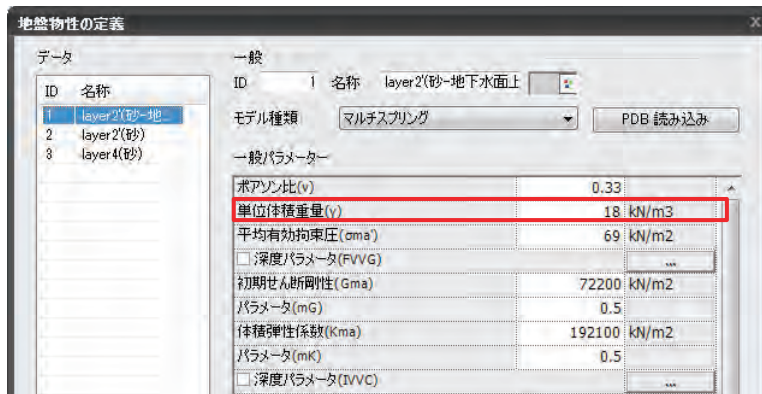 地盤物性の定義
x
データ
ID 名称
1 layer2'(砂-地...
2 layer2'(砂)
3 layer4(砂)
一般
ID 1 名称 layer2'(砂-地下水面上
モデル種類 マルチスプリング PDB 読み込み
一般パラメーター
ポアソン比(ν) 0.33
単位体積重量(γ) 18 kN/m3
平均有効拘束圧(σma') 69 kN/m2
深度パラメータ(FVVG) ...
初期せん断剛性(Gma) 72200 kN/m2
パラメータ(mG) 0.5
体積弾性係数(Kma) 192100 kN/m2
パラメータ(mK) 0.5
深度パラメータ(IVVC) ...